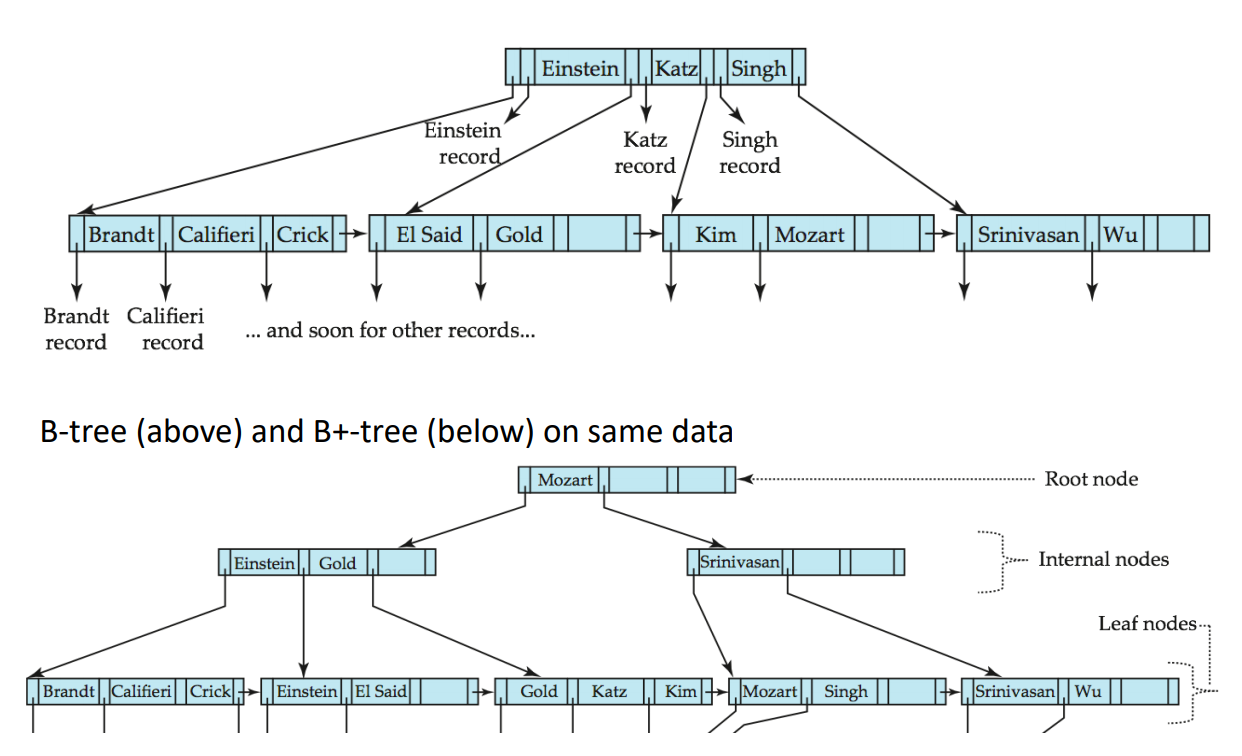 Einstein Katz Singh
Einstein
record
Katz
record
Singh
record
Brandt Califieri Crick El Said Gold Kim Mozart Srinivasan Wu
Brandt
record
Califieri
record
... and soon for other records...
B-tree (above) and B+-tree (below) on same data
Mozart
Root node
Einstein Gold Srinivasan
Internal nodes
Leaf nodes
Brandt Califieri Crick Einstein El Said Gold Katz Kim Mozart Singh Srinivasan Wu